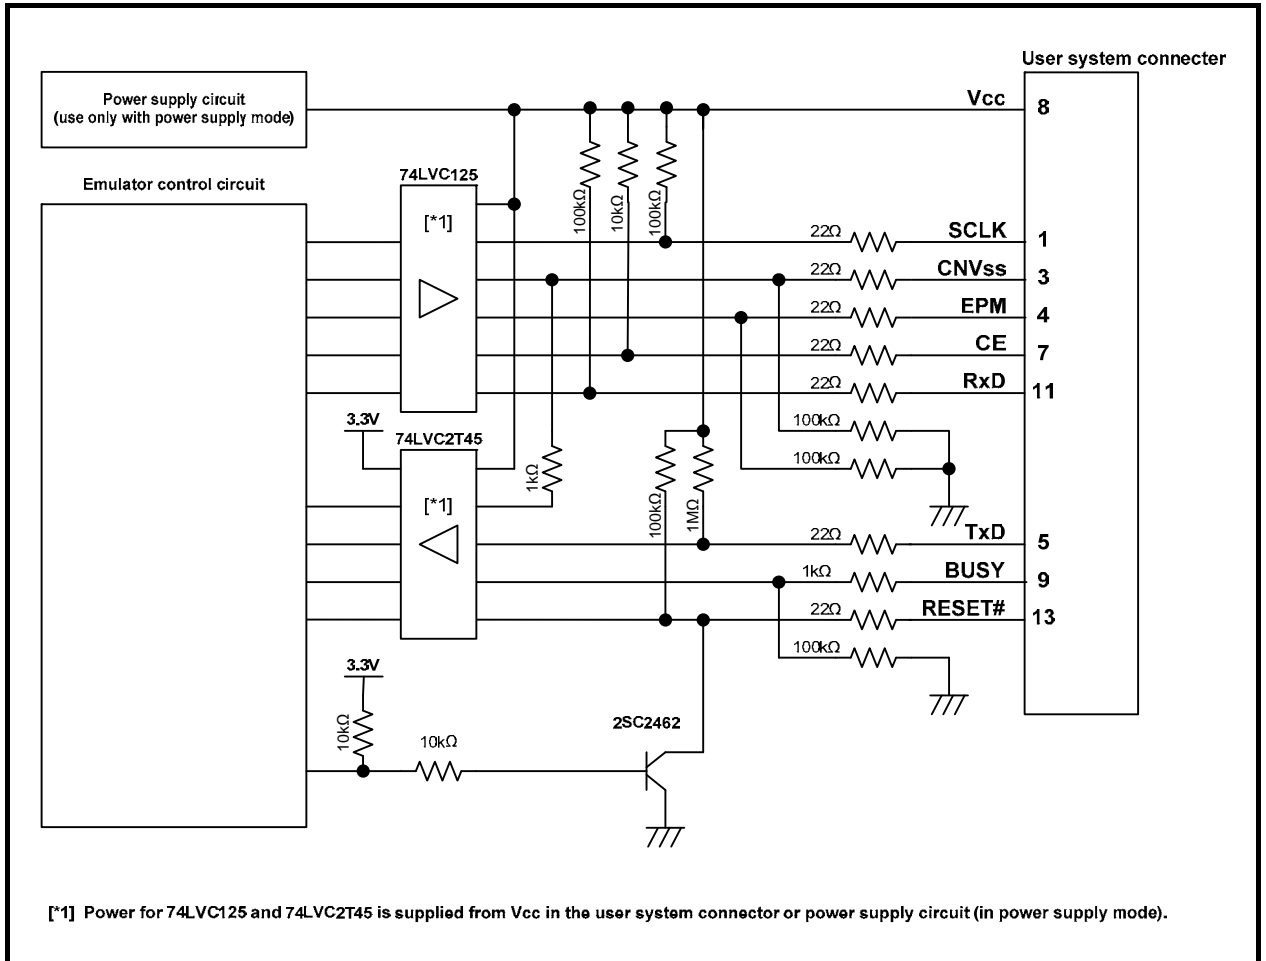 User system connecter
Power supply circuit
(use only with power supply mode)
Vcc
8
Emulator control circuit
74LVC125
[*1]
100kΩ
10kΩ
100kΩ
22Ω
SCLK
1
22Ω
CNVss
3
22Ω
EPM
4
22Ω
CE
7
22Ω
RxD
11
3.3V
74LVC2T45
[*1]
1kΩ
100kΩ
1MΩ
100kΩ
100kΩ
22Ω
TxD
5
1kΩ
BUSY
9
22Ω
RESET#
13
100kΩ
3.3V
10kΩ
10kΩ
2SC2462
[*1] Power for 74LVC125 and 74LVC2T45 is supplied from Vcc in the user system connector or power supply circuit (in power supply mode).